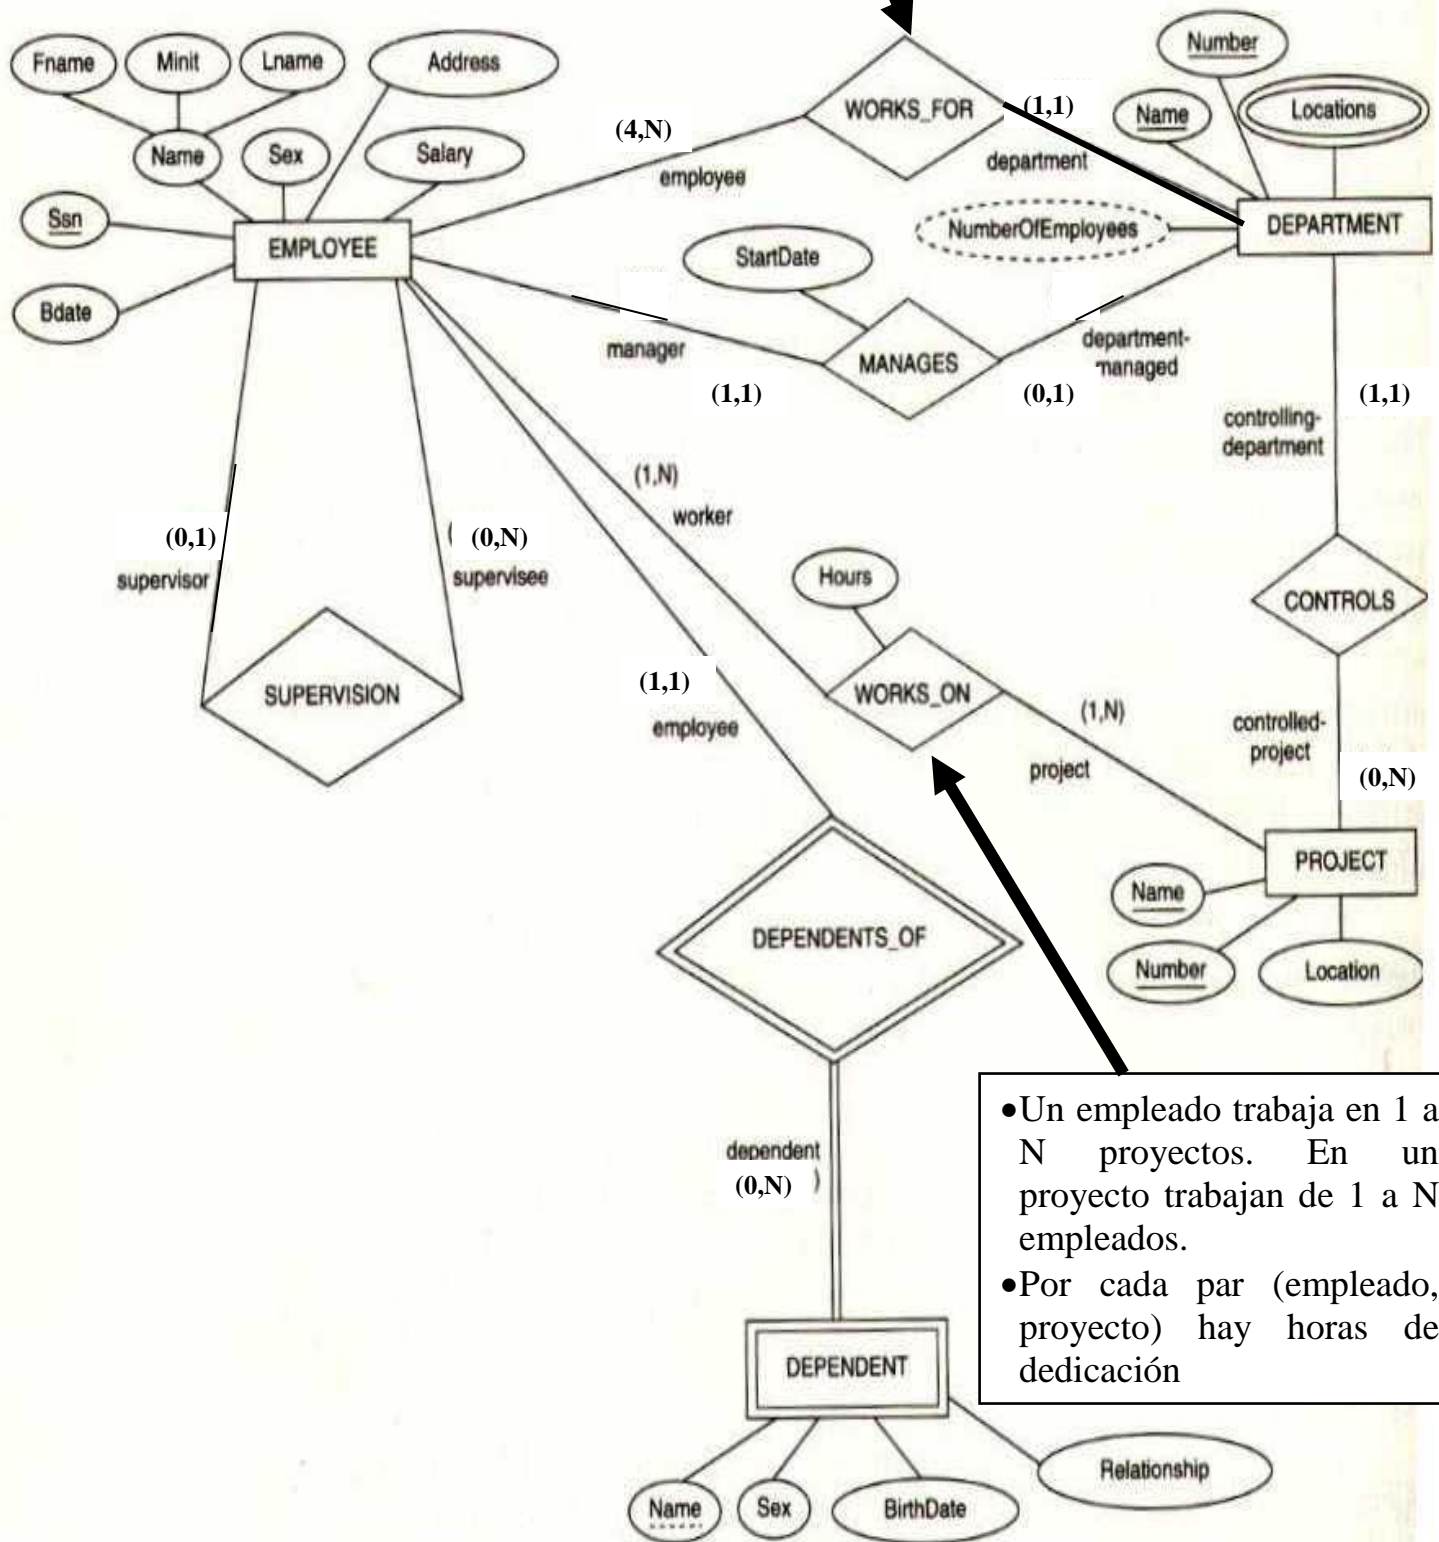 Number
Fname Minit Lname Address
Locations
Name
WORKS_FOR
(1,1)
(4,N)
Name Sex Salary
department
employee
Ssn
NumberOfEmployees
DEPARTMENT
EMPLOYEE
StartDate
Bdate
manager
department-
managed
MANAGES
(1,1)
(0,1)
(1,1)
controlling-
department
(1,N)
worker
(0,1)
(0,N)
supervisor
supervisee
Hours
CONTROLS
SUPERVISION
(1,1)
WORKS_ON
(1,N)
employee
controlled-
project
project
(0,N)
PROJECT
Name
DEPENDENTS_OF
Number
Location
dependent
(0,N)
•Un empleado trabaja en 1 a
N proyectos. En un
proyecto trabajan de 1 a N
empleados.
•Por cada par (empleado,
proyecto) hay horas de
dedicación
DEPENDENT
Relationship
Name Sex BirthDate